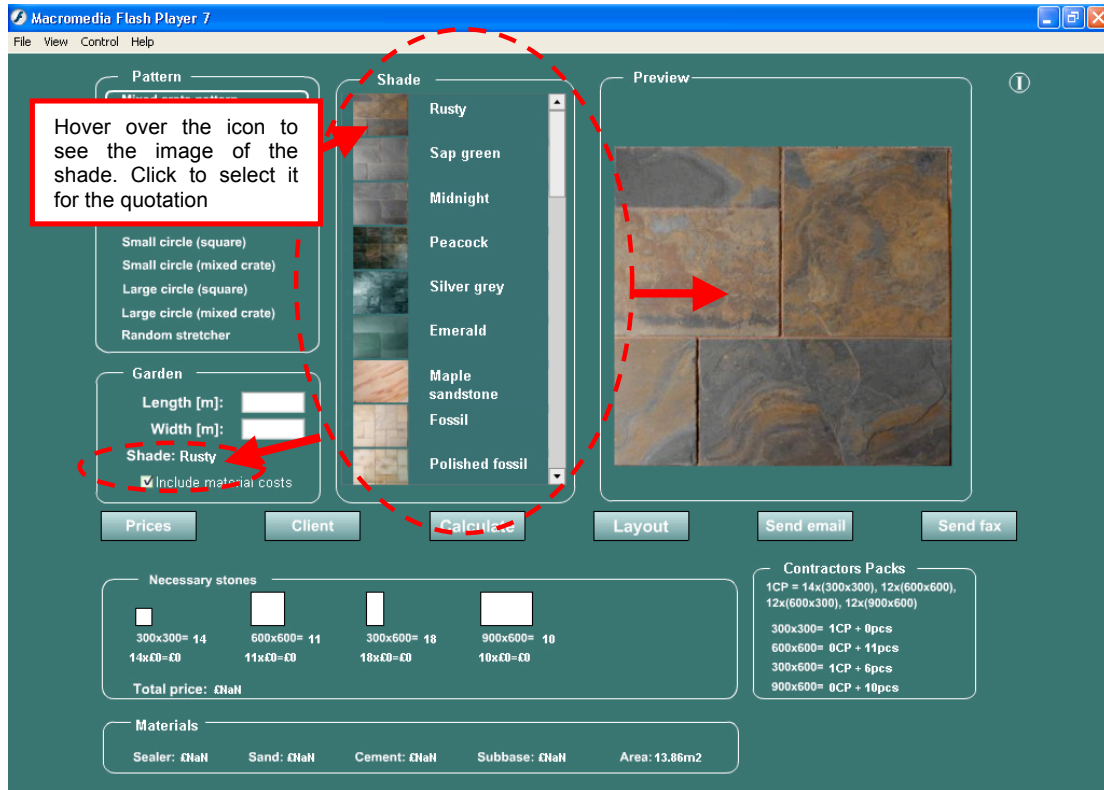 Macromedia Flash Player 7
File View Control Help
Pattern
Mixed crate pattern
Hover over the icon to
see the image of the
shade. Click to select it
for the quotation
Small circle (square)
Small circle (mixed crate)
Large circle (square)
Large circle (mixed crate)
Random stretcher
Garden
Length [m]:
Width [m]:
Shade: Rusty
Include material costs
Shade
Rusty
Sap green
Midnight
Peacock
Silver grey
Emerald
Maple
sandstone
Fossil
Polished fossil
Preview
I
Prices
Client
Calculate
Layout
Send email
Send fax
Necessary stones
300x300= 14
600x600= 11
300x600= 18
900x600= 10
14x£0=£0
11x£0=£0
18x£0=£0
10x£0=£0
Total price: £NaN
Contractors Packs
1CP = 14x(300x300), 12x(600x600),
12x(600x300), 12x(900x600)
300x300= 1CP + 0pcs
600x600= 0CP + 11pcs
300x600= 1CP + 6pcs
900x600= 0CP + 10pcs
Materials
Sealer: £NaN
Sand: £NaN
Cement: £NaN
Subbase: £NaN
Area: 13.86m2